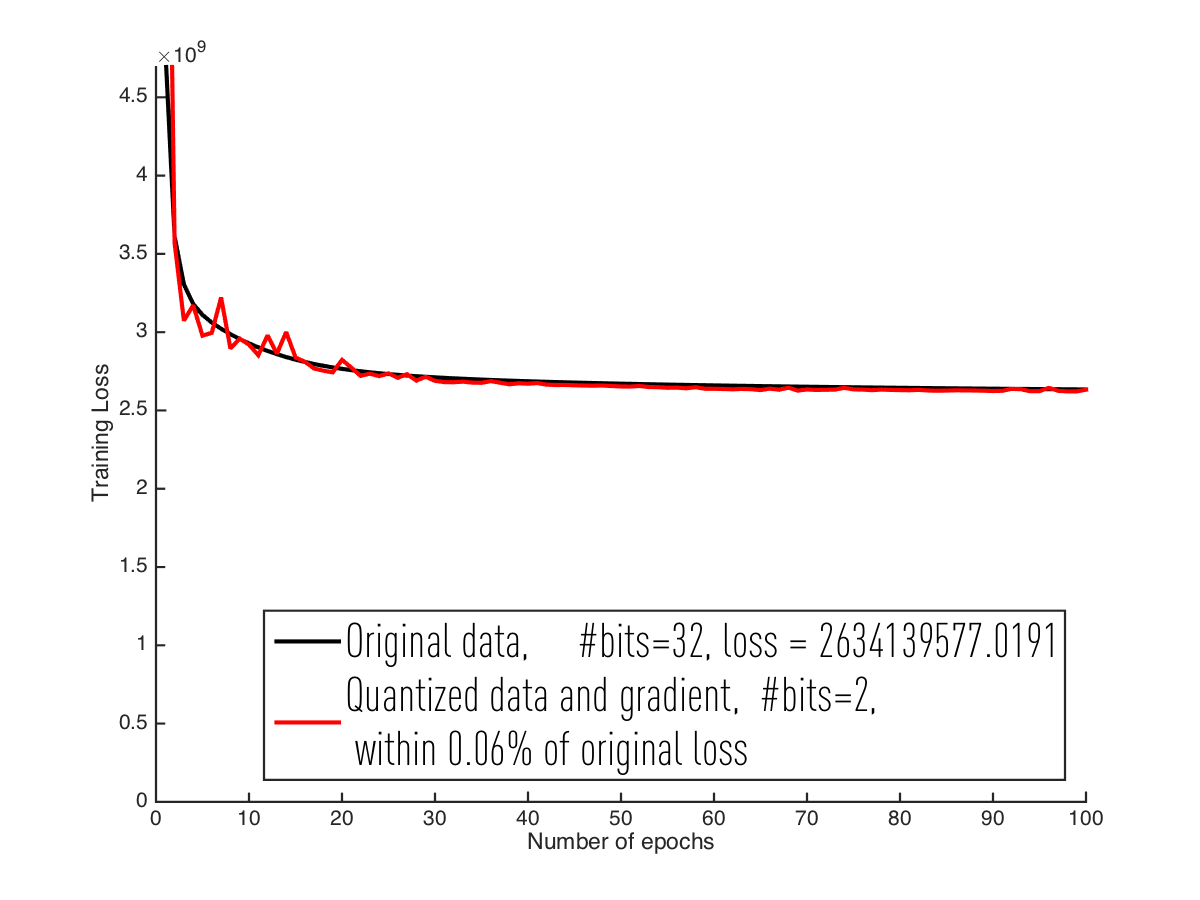 ×10⁹
4.5
4
3.5
3
2.5
2
1.5
1
0.5
0
Training Loss
Original data, #bits=32, loss = 2634139577.0191
Quantized data and gradient, #bits=2,
within 0.06% of original loss
0 10 20 30 40 50 60 70 80 90 100
Number of epochs